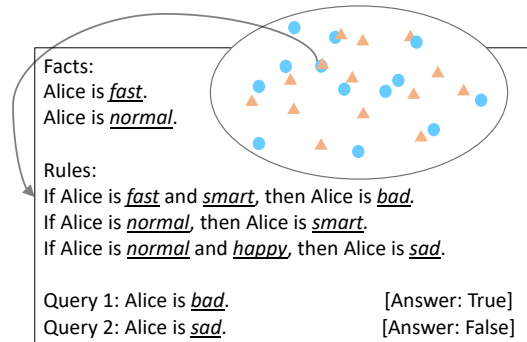 Facts:
Alice is fast.
Alice is normal.
Rules:
If Alice is fast and smart, then Alice is bad.
If Alice is normal, then Alice is smart.
If Alice is normal and happy, then Alice is sad.
Query 1: Alice is bad. [Answer: True]
Query 2: Alice is sad. [Answer: False]